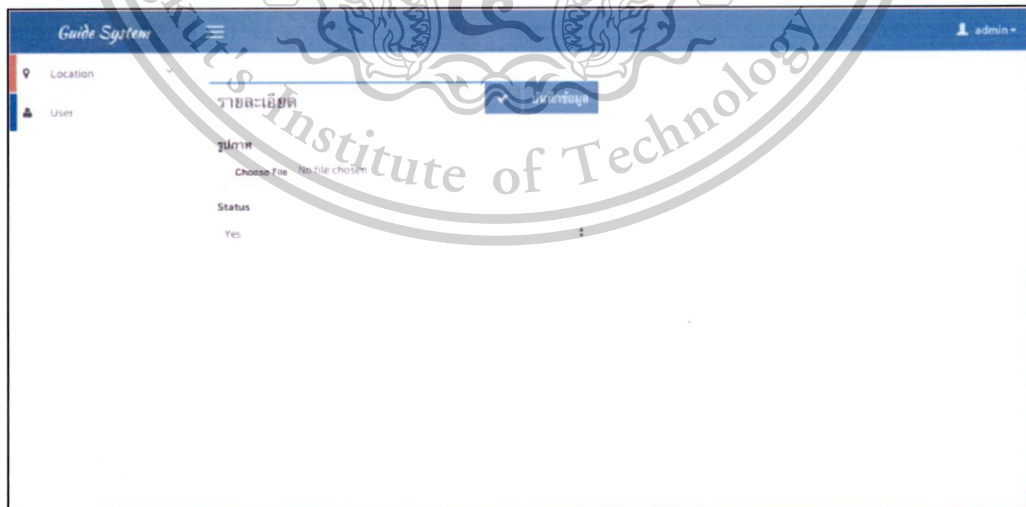 Guide System
admin
Location
User
รายละเอียด
บันทึกข้อมูล
รูปภาพ
Choose File No file chosen
Status
Yes
kut's Institute of Technology